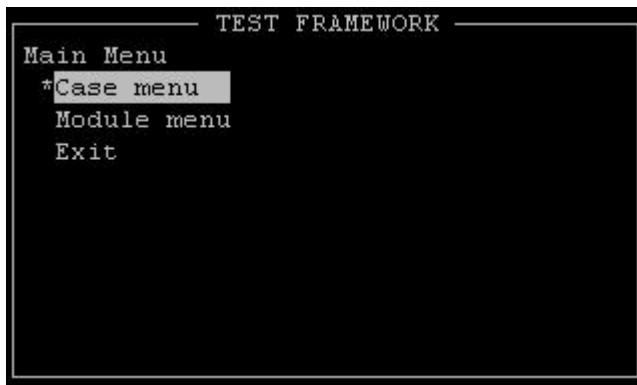 TEST FRAMEWORK
Main Menu
*Case menu
Module menu
Exit